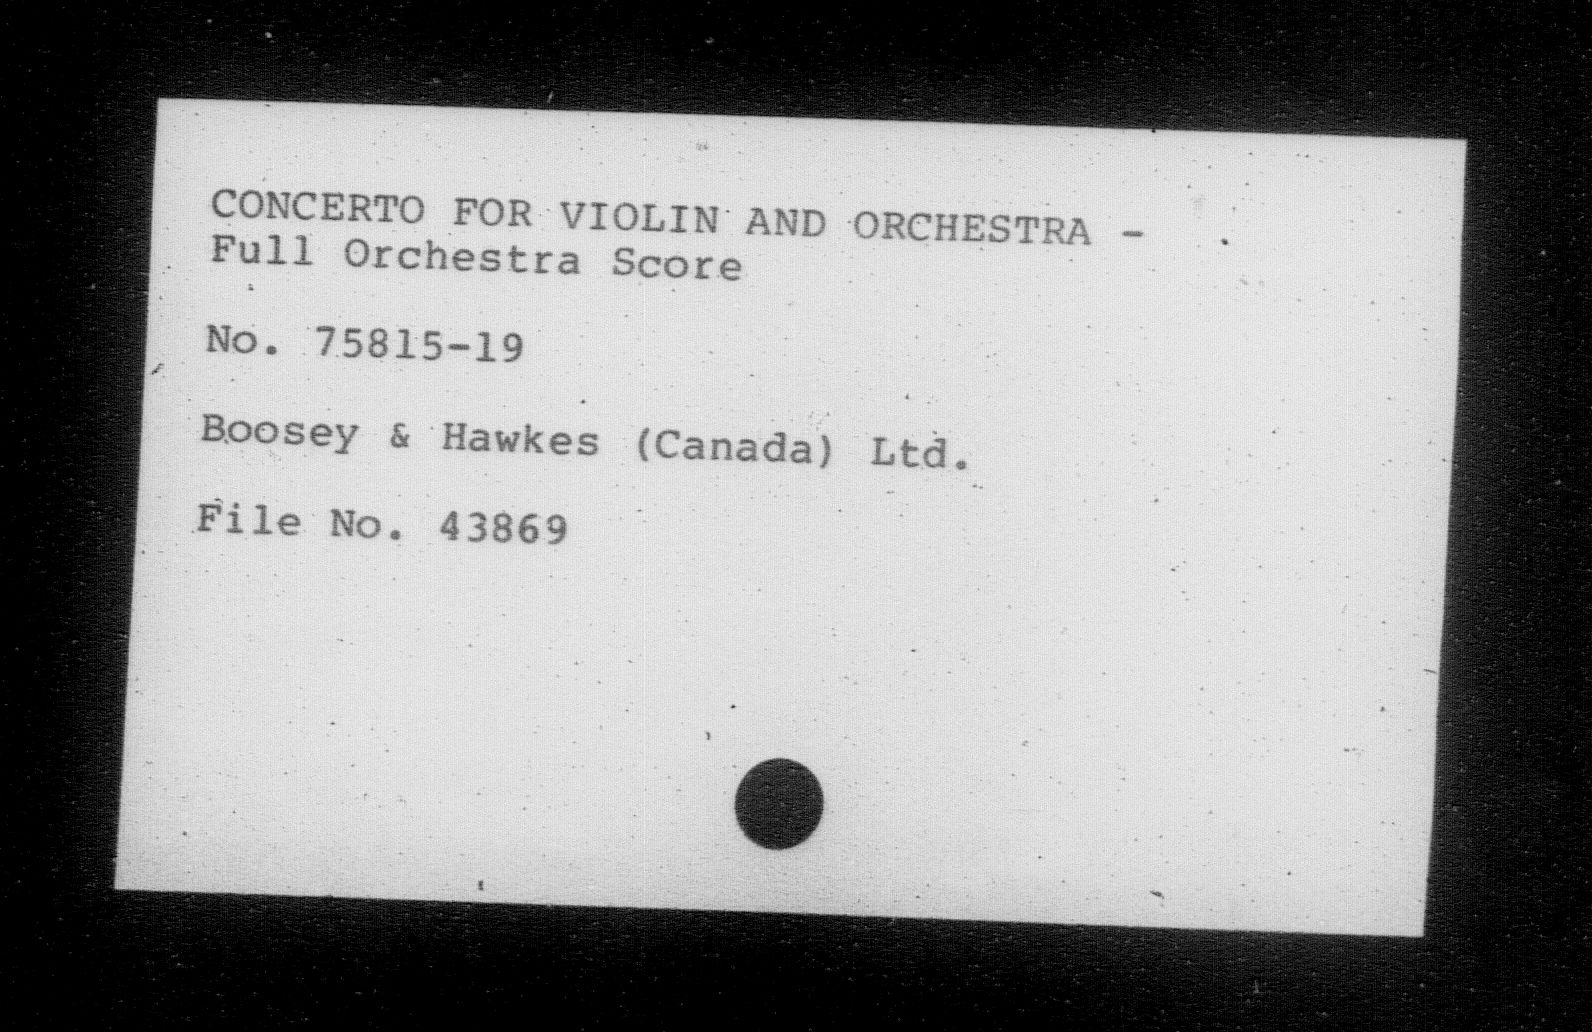 CONCERTO FOR VIOLIN AND ORCHESTRA -
Full Orchestra Score
No. 75815-19
Boosey & Hawkes (Canada) Ltd.
File No. 43869